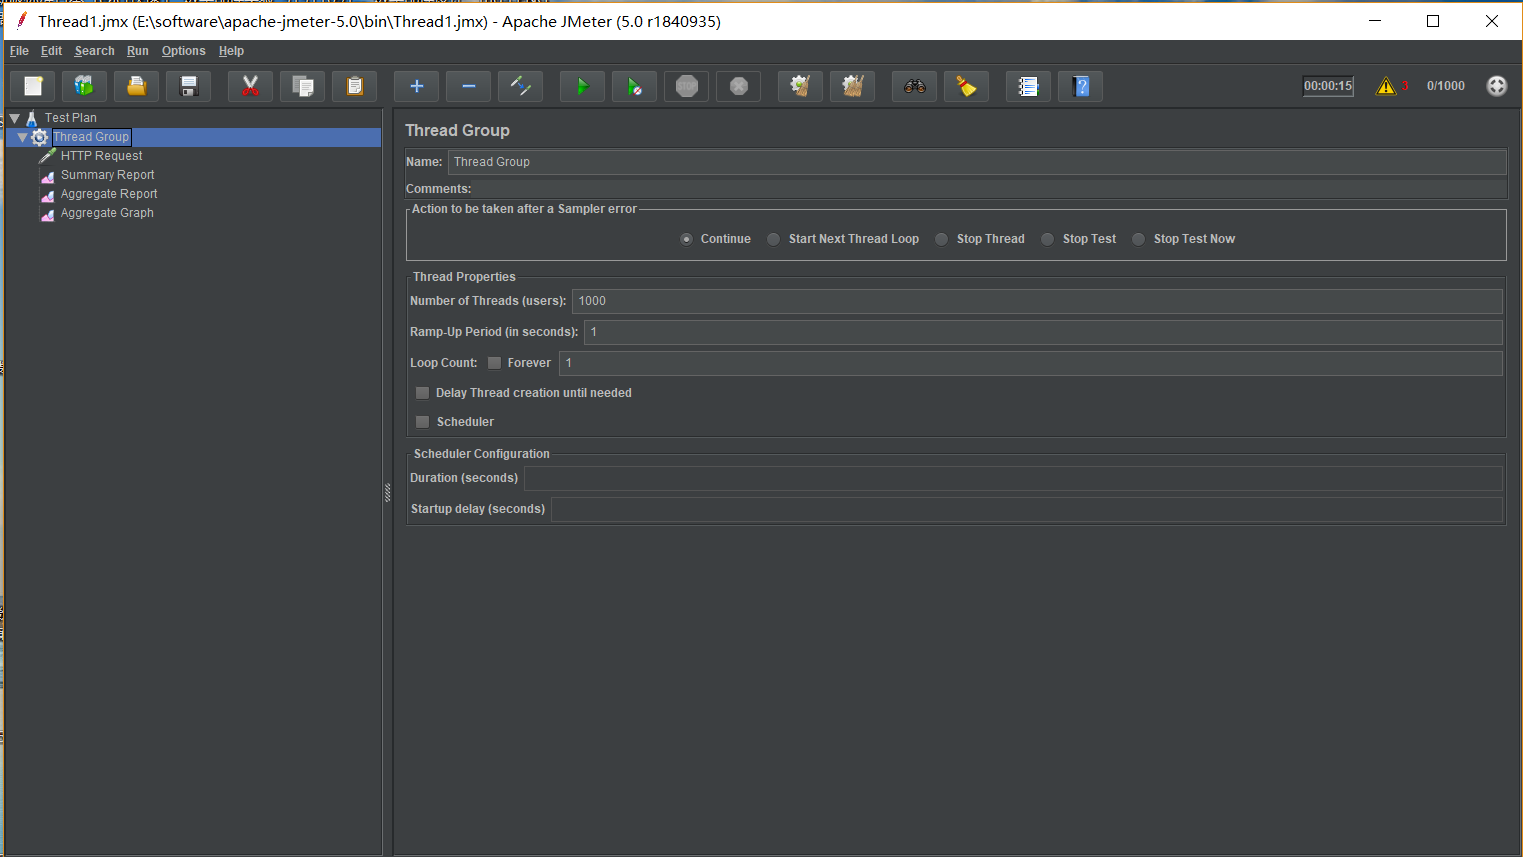 Thread1.jmx (E:\software\apache-jmeter-5.0\bin\Thread1.jmx) - Apache JMeter (5.0 r1840935)
File Edit Search Run Options Help
STOP 00:00:15 3 0/1000
Test Plan
Thread Group
HTTP Request
Summary Report
Aggregate Report
Aggregate Graph
Thread Group
Name: Thread Group
Comments:
Action to be taken after a Sampler error
Continue Start Next Thread Loop Stop Thread Stop Test Stop Test Now
Thread Properties
Number of Threads (users): 1000
Ramp-Up Period (in seconds): 1
Loop Count: Forever 1
Delay Thread creation until needed
Scheduler
Scheduler Configuration
Duration (seconds)
Startup delay (seconds)